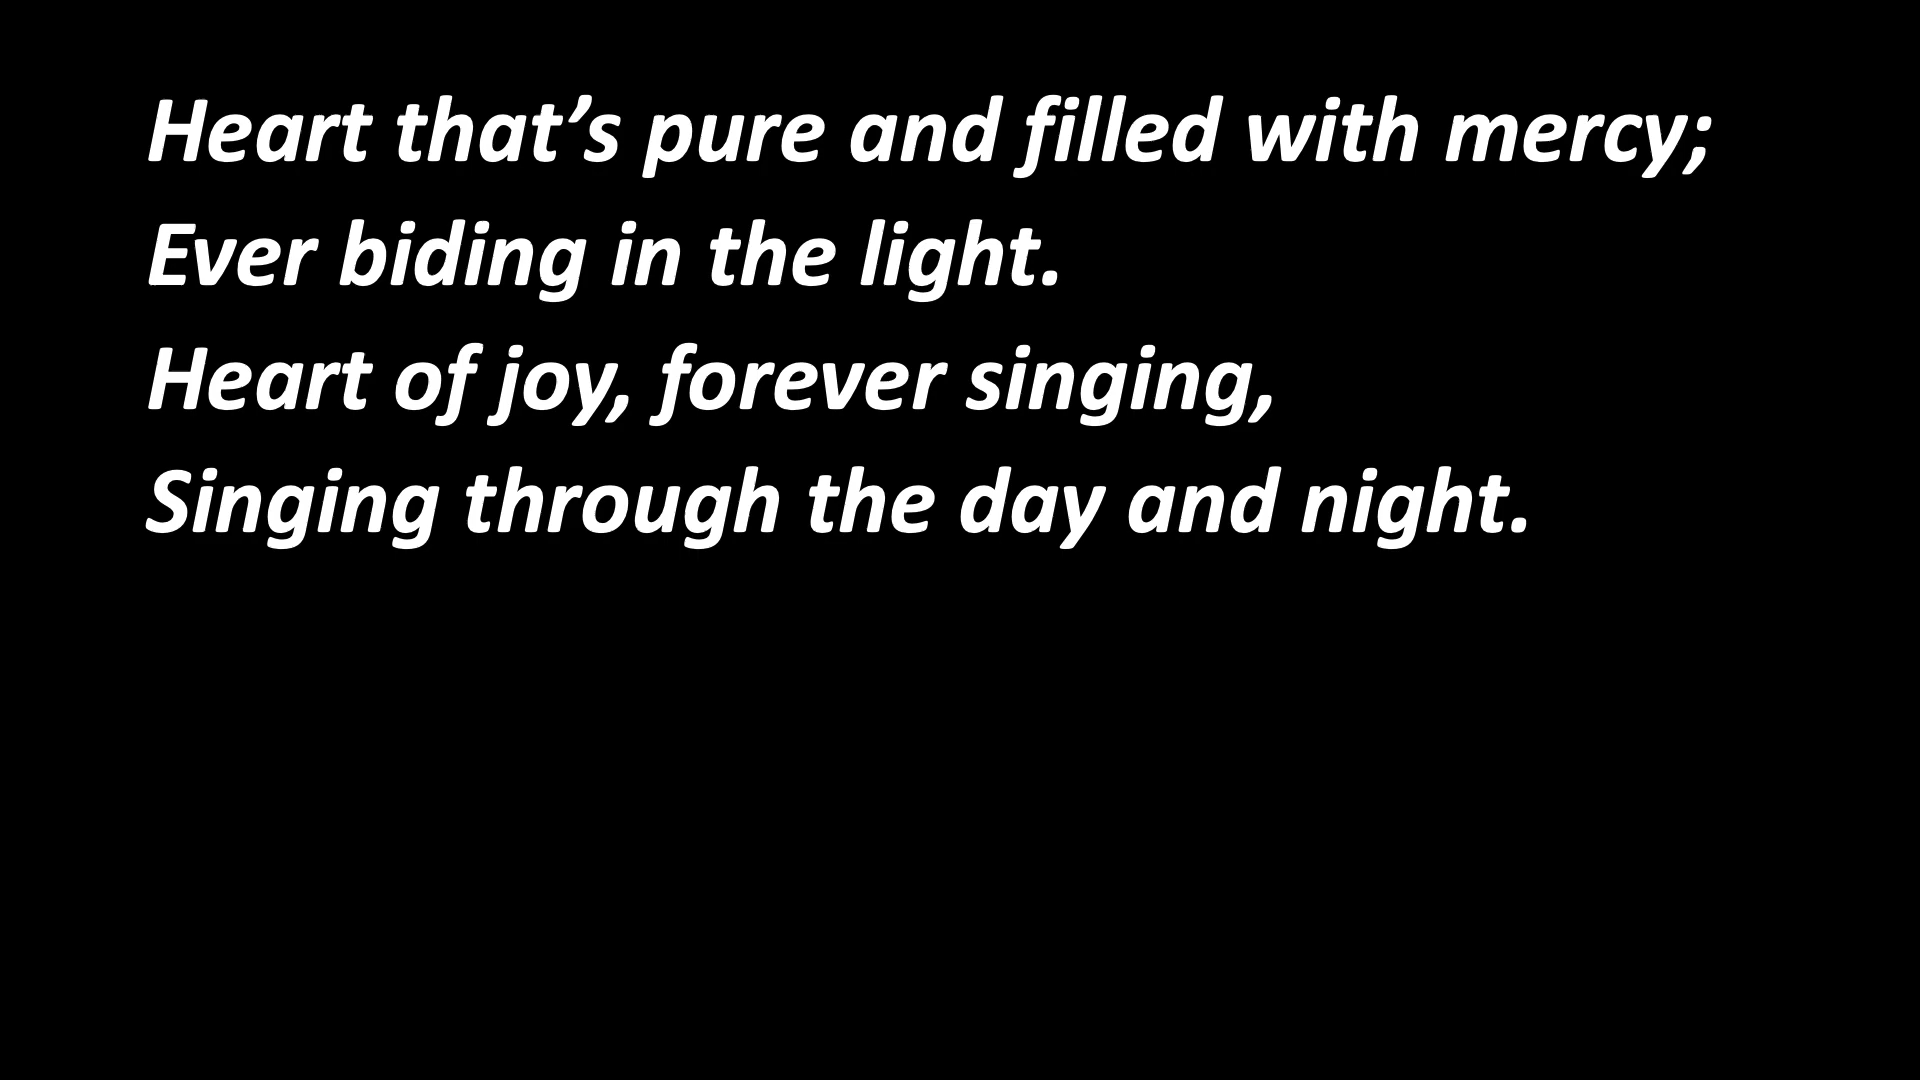 Heart that’s pure and filled with mercy;
Ever biding in the light.
Heart of joy, forever singing,
Singing through the day and night.